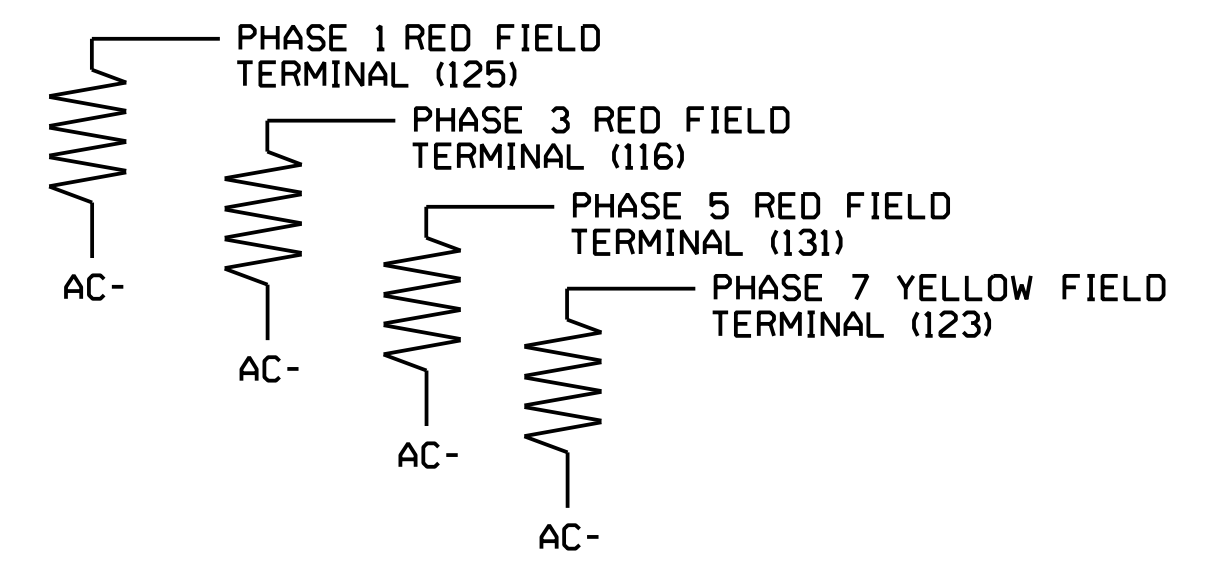 PHASE 1 RED FIELD
TERMINAL (125)
PHASE 3 RED FIELD
TERMINAL (116)
PHASE 5 RED FIELD
TERMINAL (131)
AC-
PHASE 7 YELLOW FIELD
TERMINAL (123)
AC-
AC-
AC-